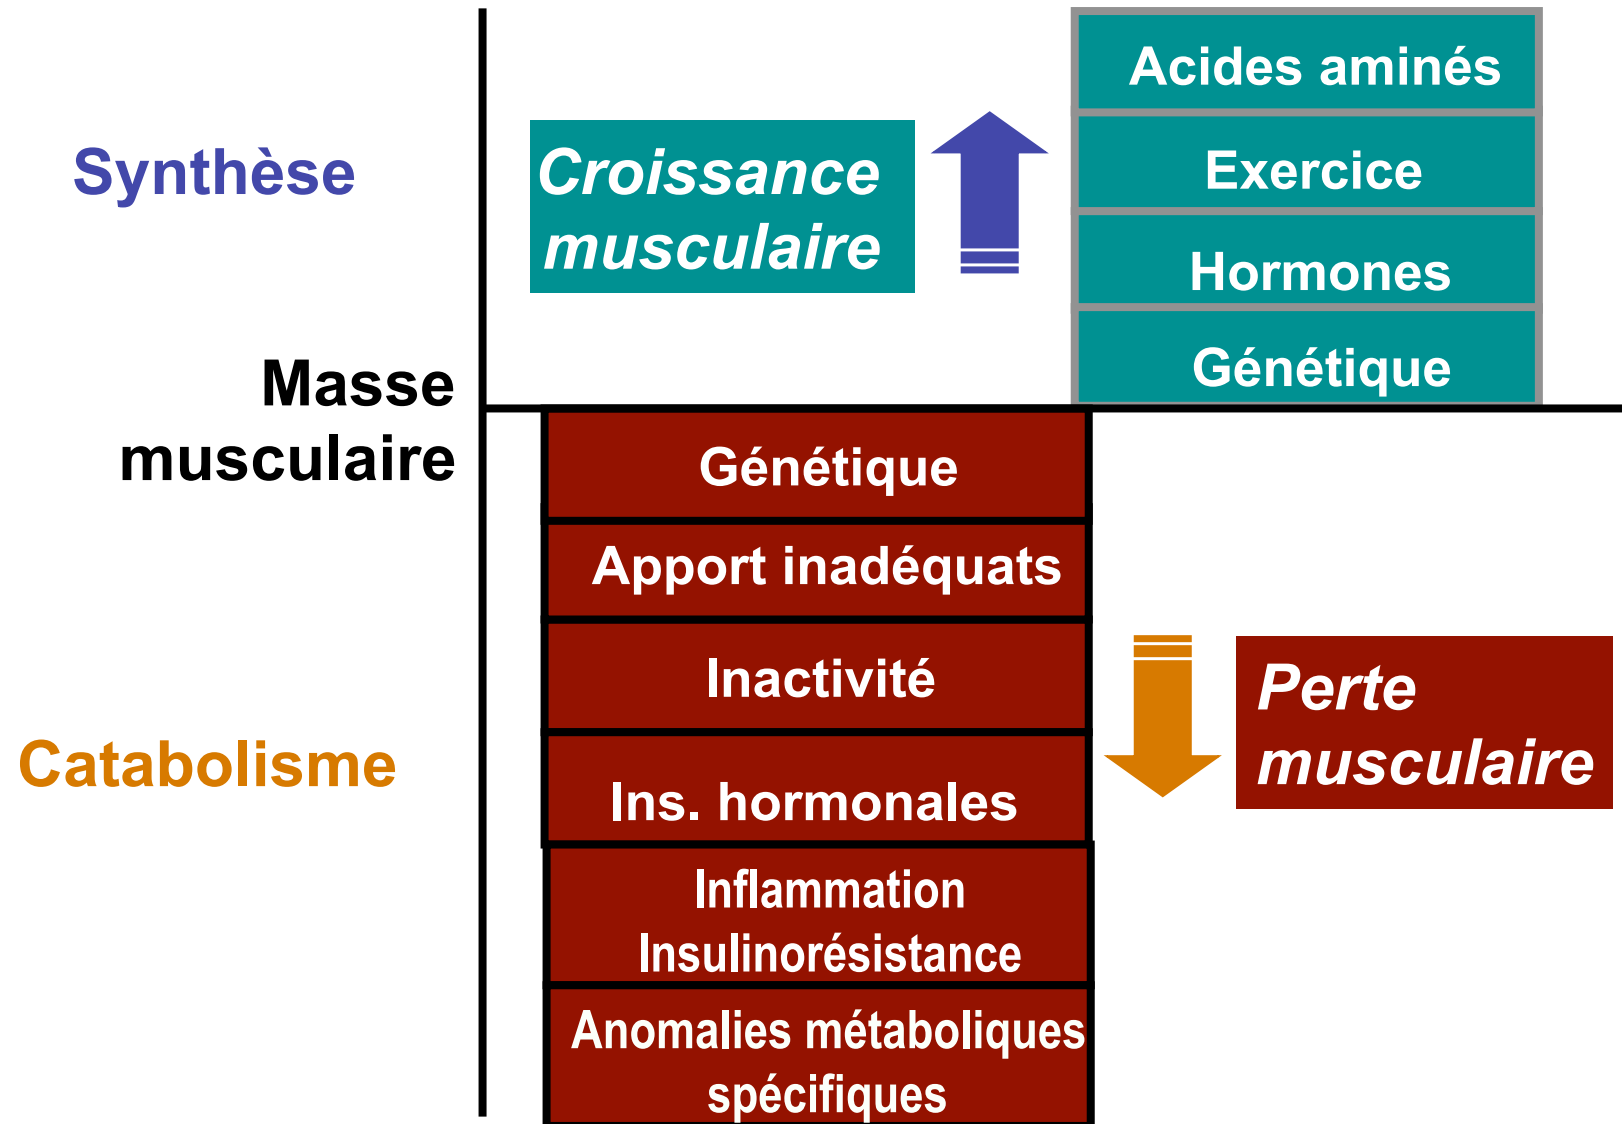 Synthèse
Croissance
musculaire
Acides aminés
Exercice
Hormones
Génétique
Masse
musculaire
Génétique
Apport inadéquats
Inactivité
Ins. hormonales
Inflammation
Insulinorésistance
Anomalies métaboliques
spécifiques
Catabolisme
Perte
musculaire